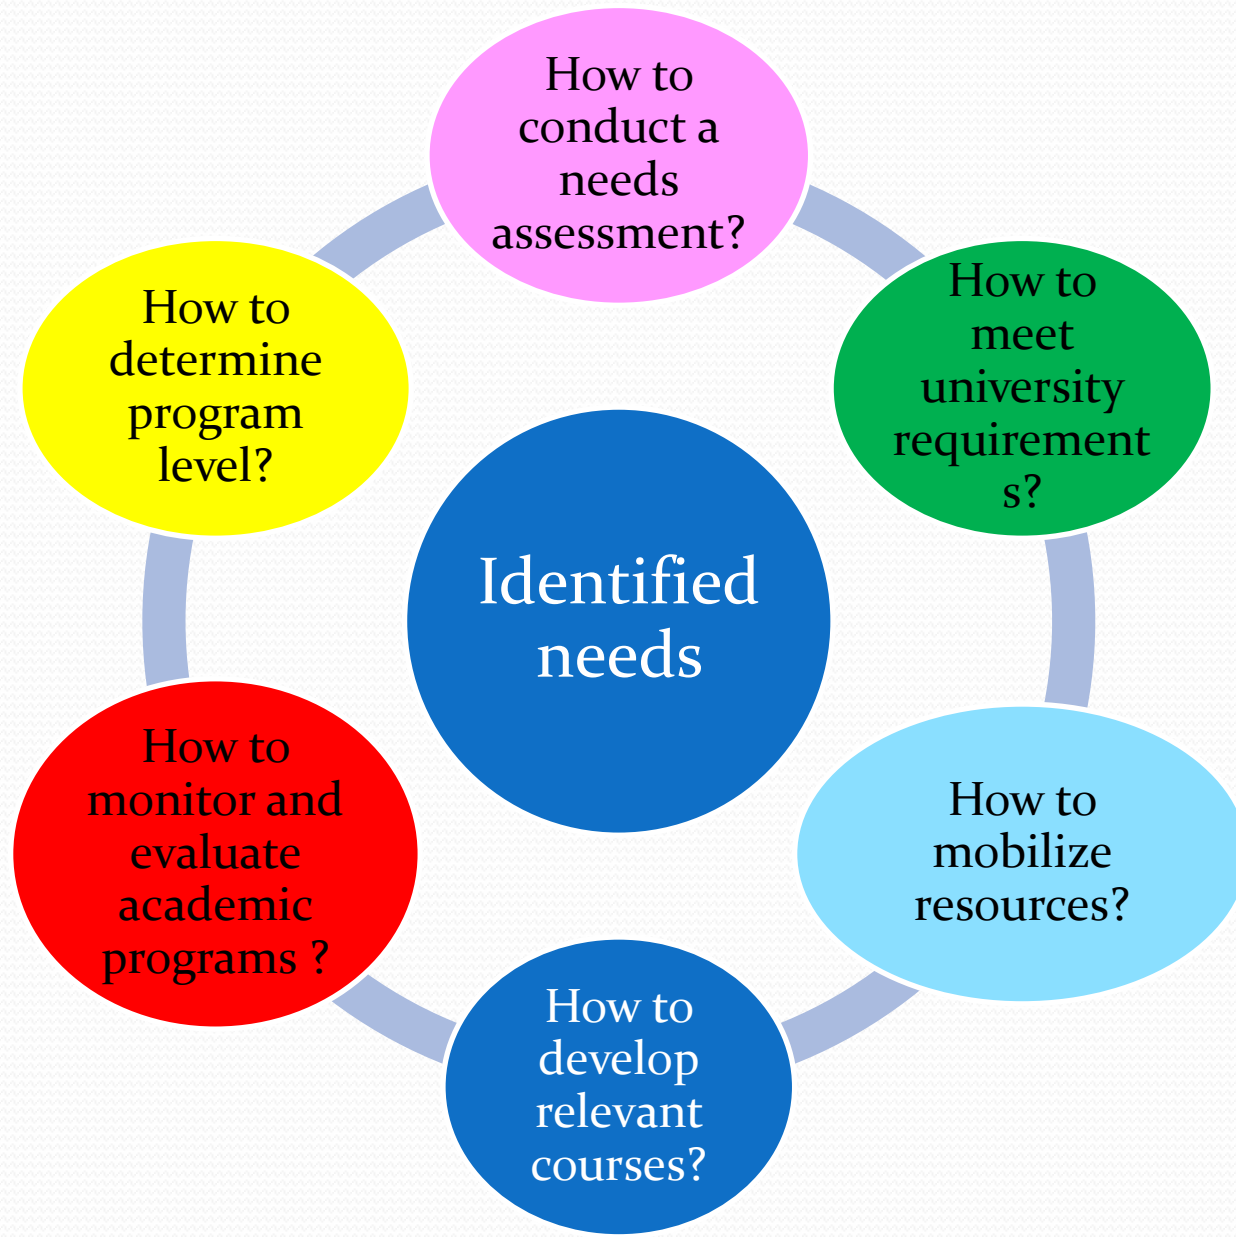 How to
conduct a
needs
assessment?
How to
meet
university
requirement
s?
How to
mobilize
resources?
How to
develop
relevant
courses?
How to
monitor and
evaluate
academic
programs ?
How to
determine
program
level?
Identified
needs